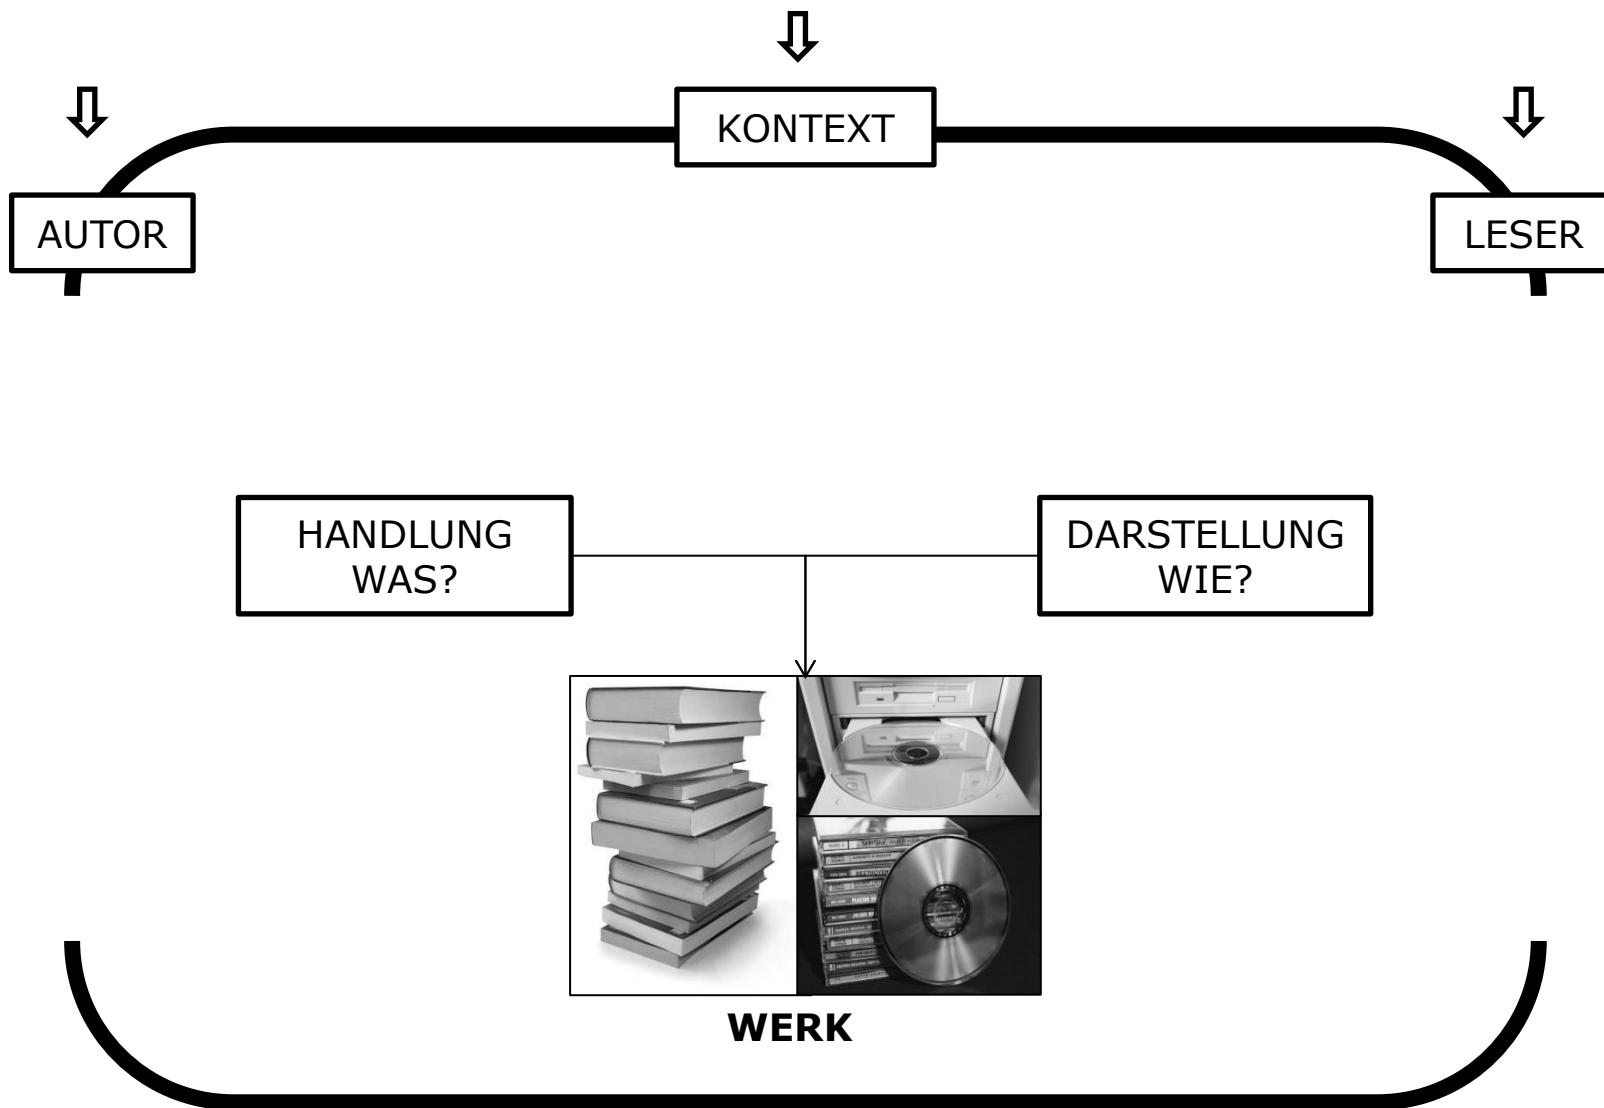 KONTEXT
AUTOR
LESER
HANDLUNG
WAS?
DARSTELLUNG
WIE?
WERK